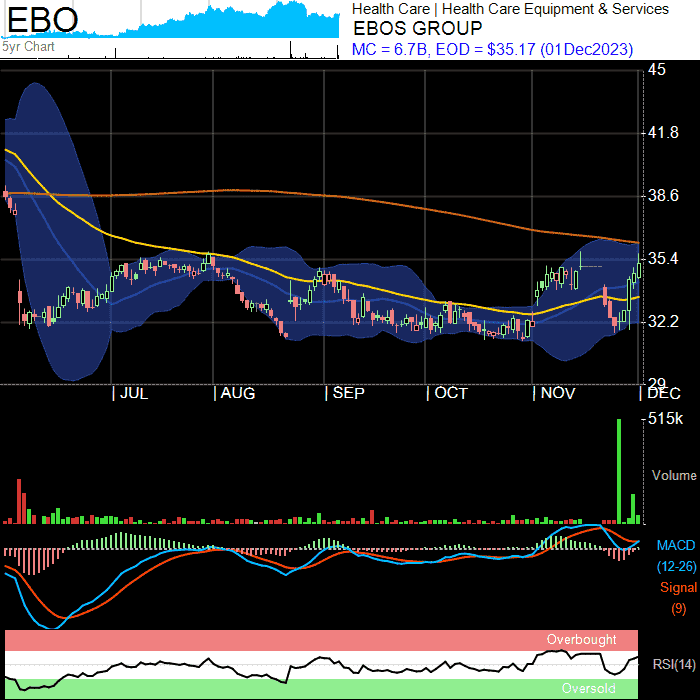 EBO
Health Care | Health Care Equipment & Services
EBOS GROUP
5yr Chart
MC = 6.7B, EOD = $35.17 (01Dec2023)
45
41.8
38.6
35.4
32.2
29
JUL
AUG
SEP
OCT
NOV
DEC
515k
Volume
MACD
(12-26)
Signal
(9)
Overbought
RSI(14)
Oversold